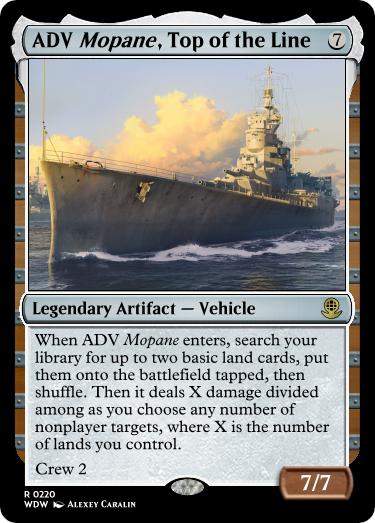 ADV Mopane, Top of the Line 7
Legendary Artifact — Vehicle
When ADV Mopane enters, search your
library for up to two basic land cards, put
them onto the battlefield tapped, then
shuffle. Then it deals X damage divided
among as you choose any number of
nonplayer targets, where X is the number
of lands you control.
Crew 2
7/7
R 0220
WDW Alexey Caralin